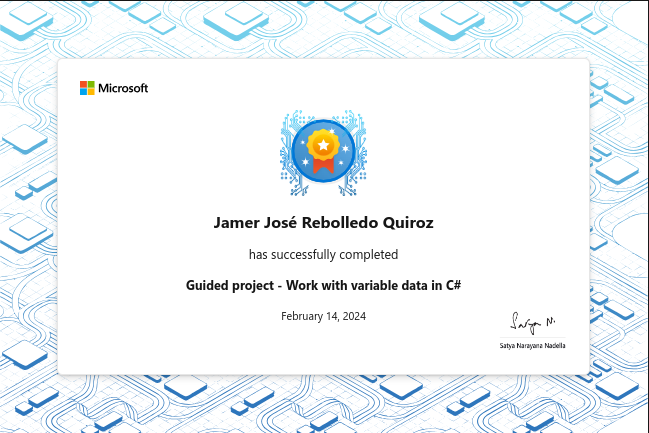 Microsoft
Jamer José Rebolledo Quiroz
has successfully completed
Guided project - Work with variable data in C#
February 14, 2024
Satya N.
Satya Narayana Nadella